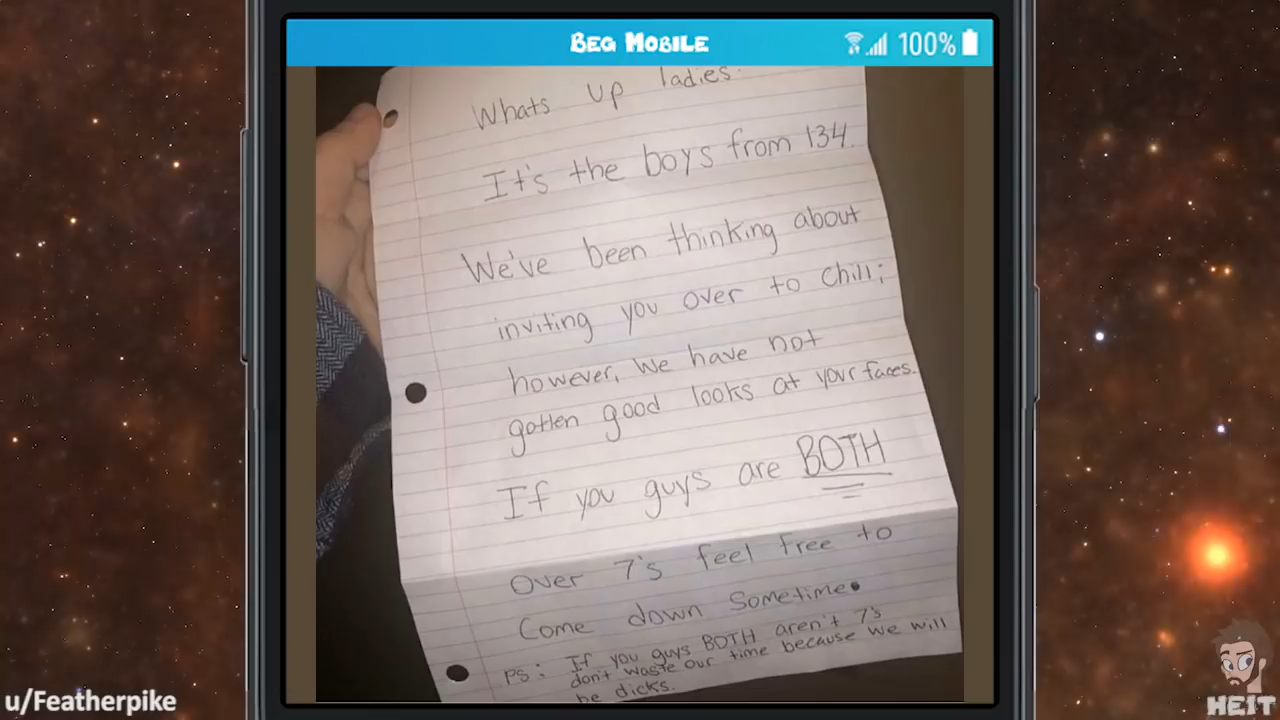 BEG MOBILE
100%
Whats up ladies.
It's the boys from 134.
We've been thinking about
inviting you over to chill;
however, we have not
gotten good looks at your faces.
If you guys are BOTH
over 7's feel free to
come down sometime.
PS: If you guys BOTH aren't 7's
don't waste our time because we will
be dicks.
u/Featherpike
HEIT